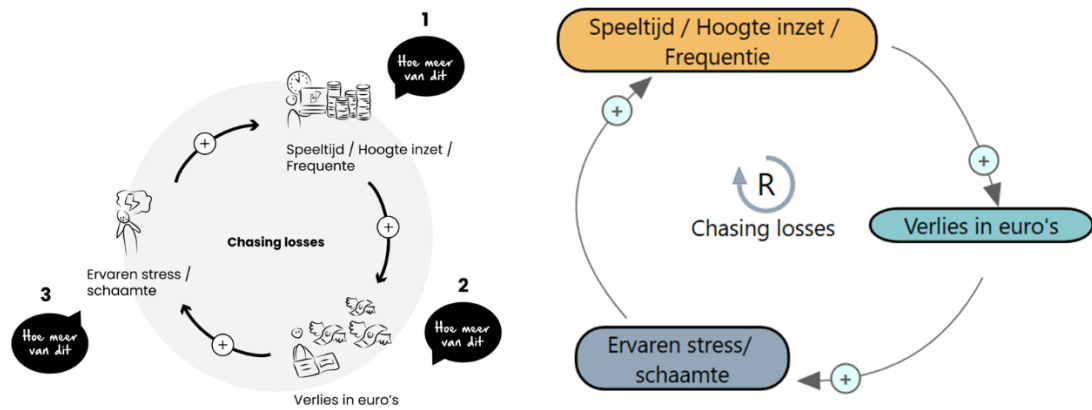 1
Hoe meer
van dit
Speeltijd / Hoogte inzet /
Frequente
+
+
Chasing losses
Ervaren stress /
schaamte
3
Hoe meer
van dit
2
Hoe meer
van dit
+
Verlies in euro's
Speeltijd / Hoogte inzet /
Frequentie
+
+
R
Chasing losses
Verlies in euro's
Ervaren stress/
schaamte
+